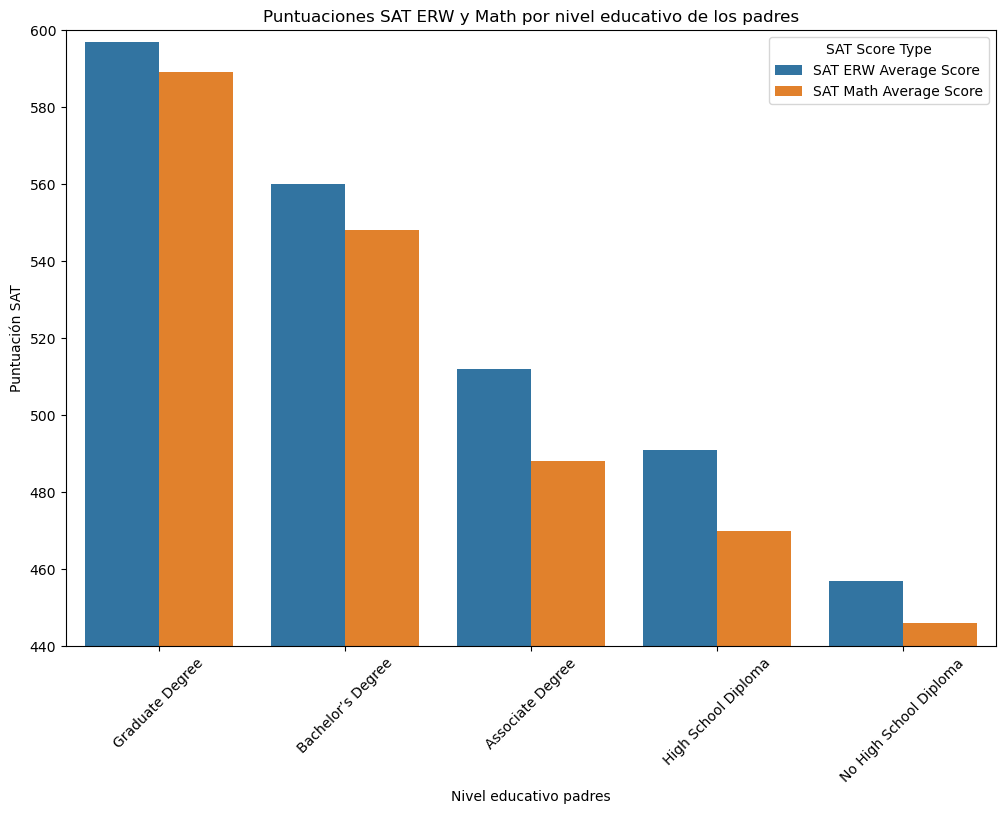 Puntuaciones SAT ERW y Math por nivel educativo de los padres
SAT Score Type
SAT ERW Average Score
SAT Math Average Score
Puntuación SAT
600
580
560
540
520
500
480
460
440
Graduate Degree
Bachelor’s Degree
Associate Degree
High School Diploma
No High School Diploma
Nivel educativo padres